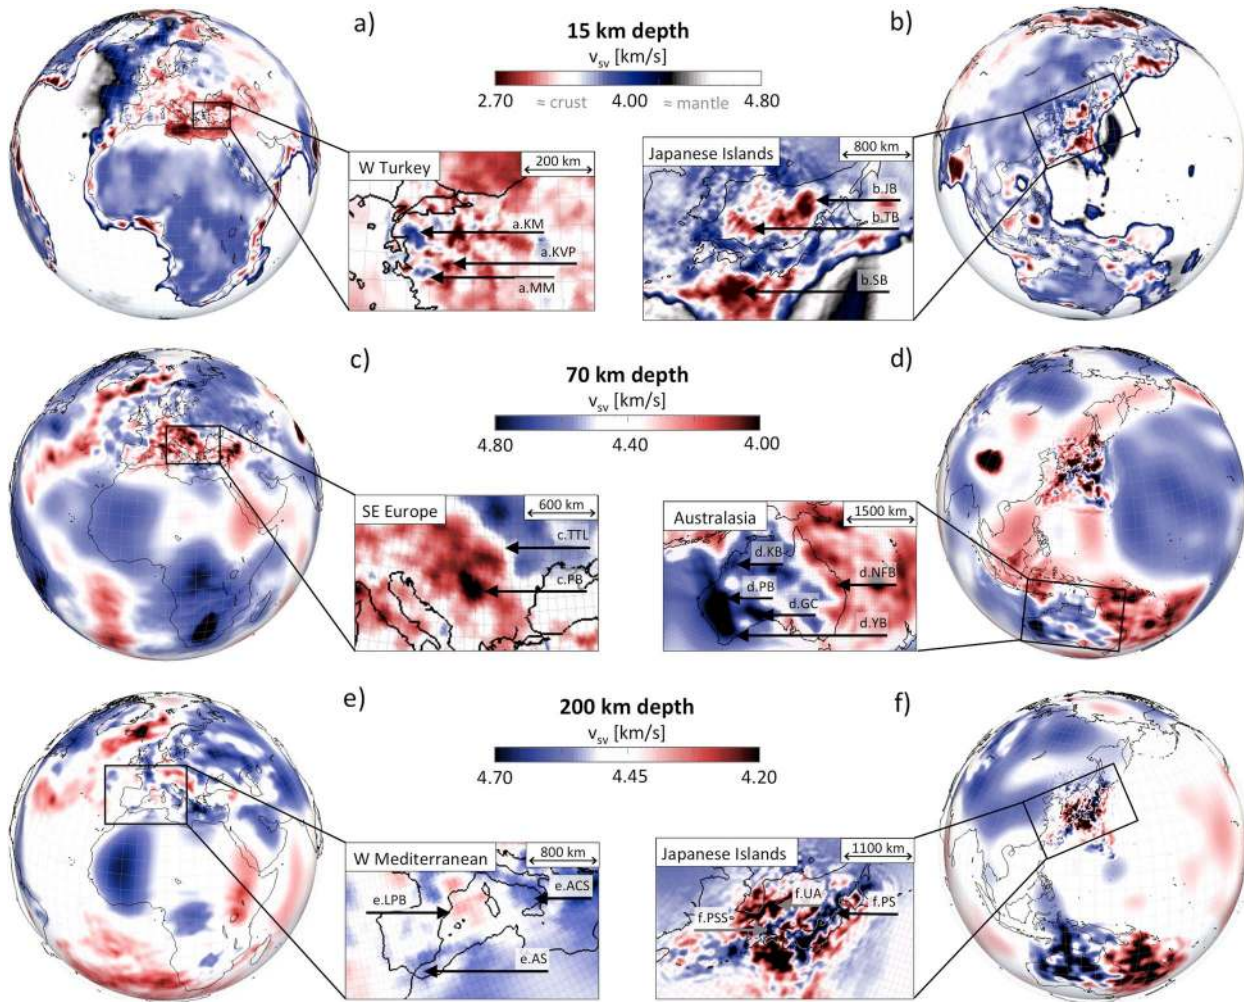 a)
15 km depth
b)
v_sv [km/s]
≈ crust
≈ mantle
2.70
4.00
4.80
200 km
W Turkey
a.KM
a.KVP
a.MM
Japanese Islands
800 km
b.JB
b.TB
b.SB
c)
70 km depth
d)
v_sv [km/s]
4.80
4.40
4.00
SE Europe
600 km
c.TTL
c.PB
Australasia
1500 km
d.KB
d.PB
d.NFB
d.GC
d.YB
e)
200 km depth
f)
v_sv [km/s]
4.70
4.45
4.20
W Mediterranean
800 km
e.ACS
e.LPB
e.AS
Japanese Islands
1100 km
f.UA
f.PS
f.PSS